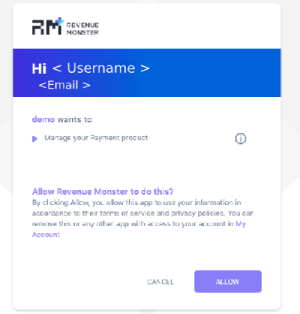 RM REVENUE
MONSTER
Hi < Username >
<Email >
demo wants to
Manage your Payment product
Allow Revenue Monster to do this?
By clicking Allow, you allow this app to use your information in
accordance to their terms of service and privacy policies. You can
remove this or any other app with access to your account in My
Account
CANCEL ALLOW